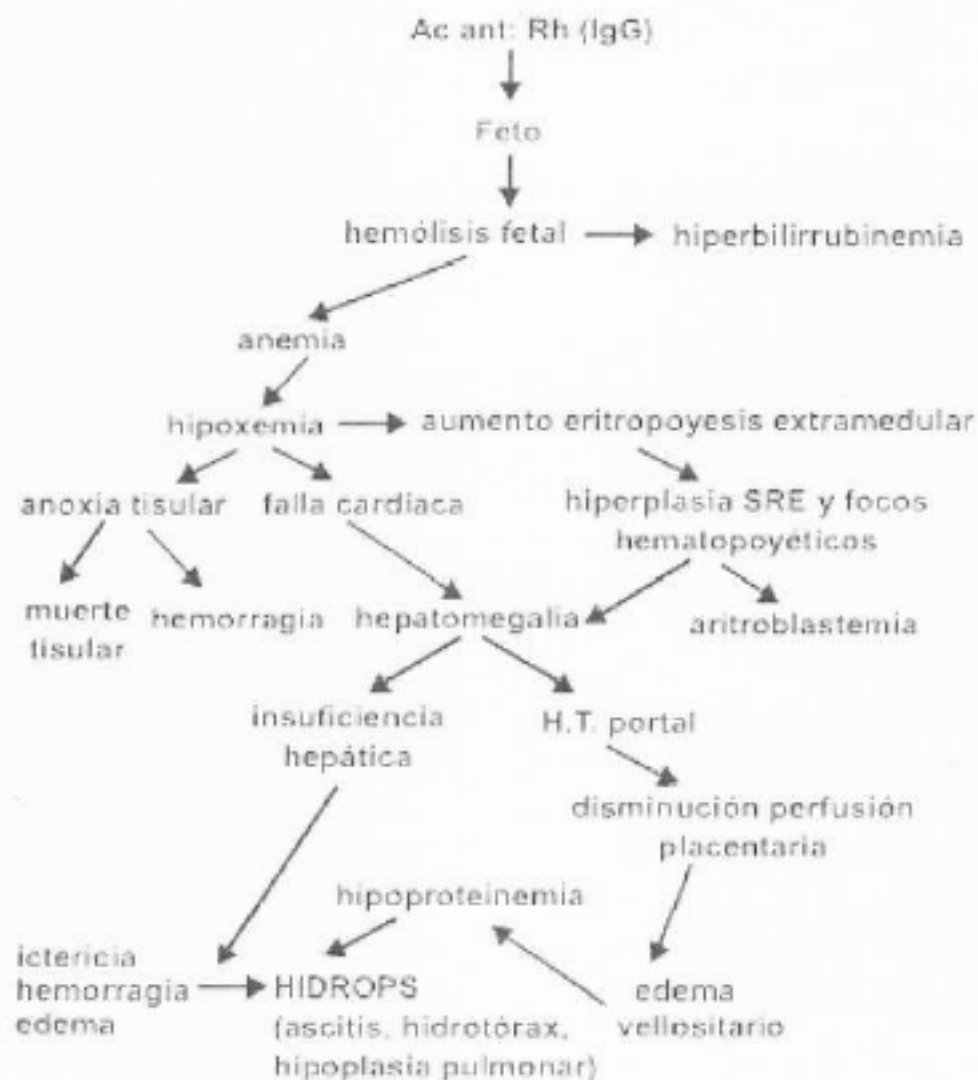 Ac ant: Rh (IgG)
Feto
hemólisis fetal
hiperbilirrubinemia
anemia
hipoxemia
aumento eritropoyesis extramedular
anoxia tisular
falla cardíaca
hiperplasia SRE y focos
hematopoyéticos
muerte
tisular
hemorragia
hepatomegalia
aritroblastemia
insuficiencia
hepática
H.T. portal
disminución perfusión
placentaria
hipoproteinemia
ictericia
hemorragia
edema
HIDROPS
(ascitis, hidrotórax,
hipoplasia pulmonar)
edema
vellositario